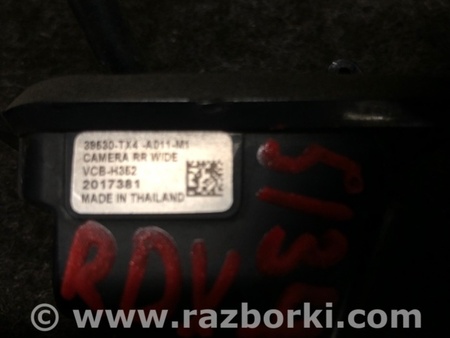 39530-TX4 -A011-M1
CAMERA RR WIDE
VCB-H352
2017381
MADE IN THAILAND
RDX
© www.razborki.com